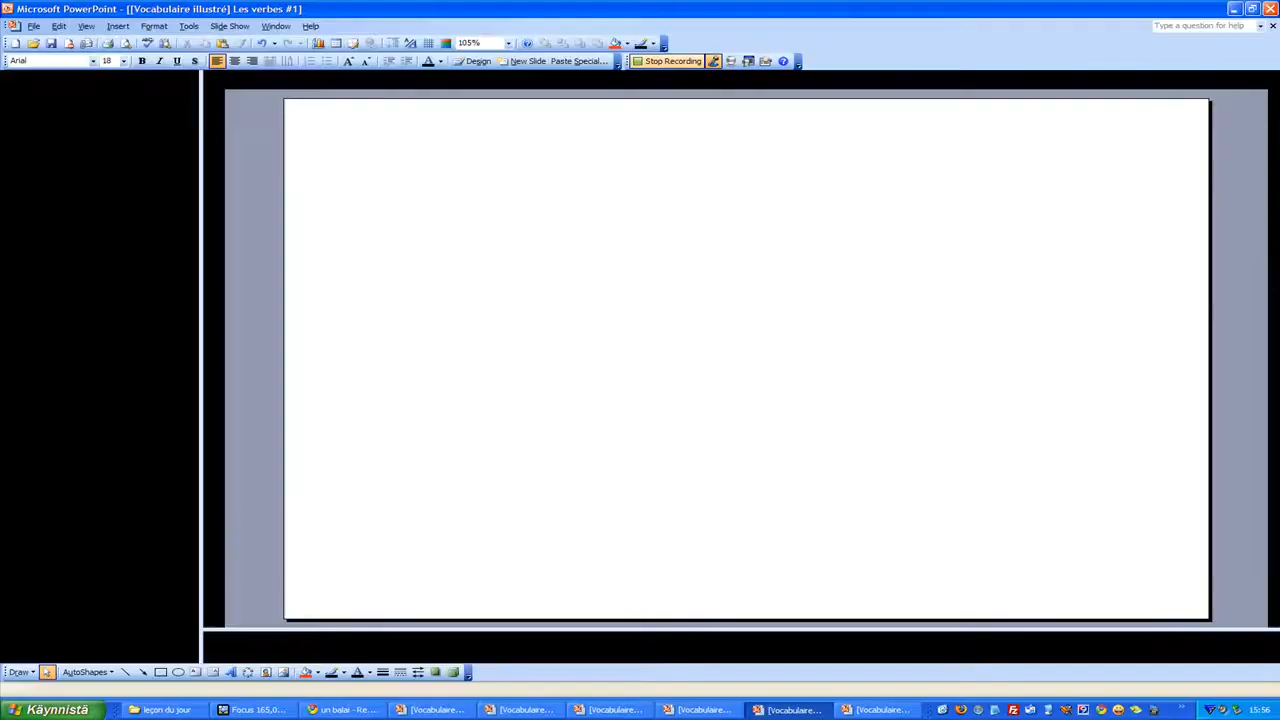 Microsoft PowerPoint - [[Vocabulaire illustré] Les verbes #1]
File Edit View Insert Format Tools Slide Show Window Help Type a question for help
105%
Arial 18 B I U S A A A Design New Slide Paste Special... Stop Recording
Draw AutoShapes
Käynnistä leçon du jour Focus 165,0... un balai - Re... [Vocabulaire... [Vocabulaire... [Vocabulaire... [Vocabulaire... [Vocabulaire... [Vocabulaire... 15:56